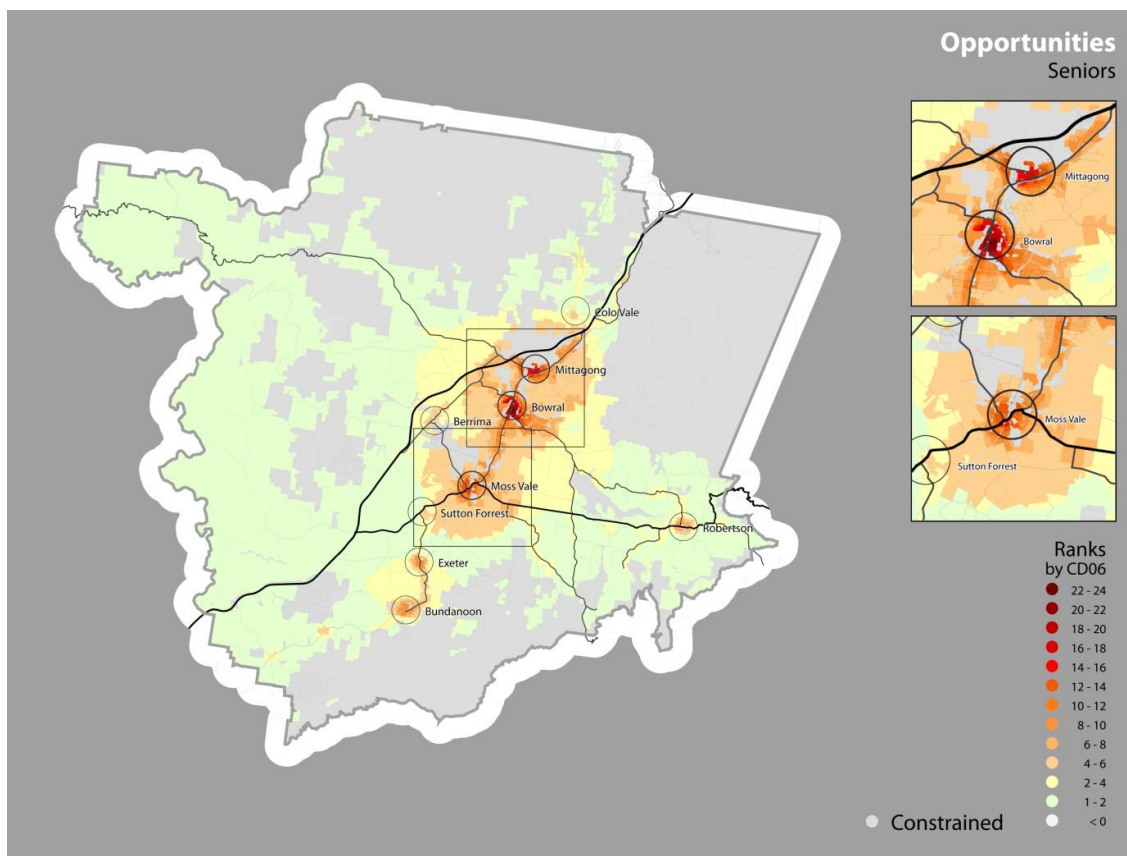 Opportunities
Seniors
Mittagong
Bowral
Moss Vale
Sutton Forrest
Colo Vale
Mittagong
Bowral
Berrima
Moss Vale
Sutton Forrest
Robertson
Exeter
Bundanoon
Ranks
by CD06
22 - 24
20 - 22
18 - 20
16 - 18
14 - 16
12 - 14
10 - 12
8 - 10
6 - 8
4 - 6
2 - 4
1 - 2
< 0
Constrained